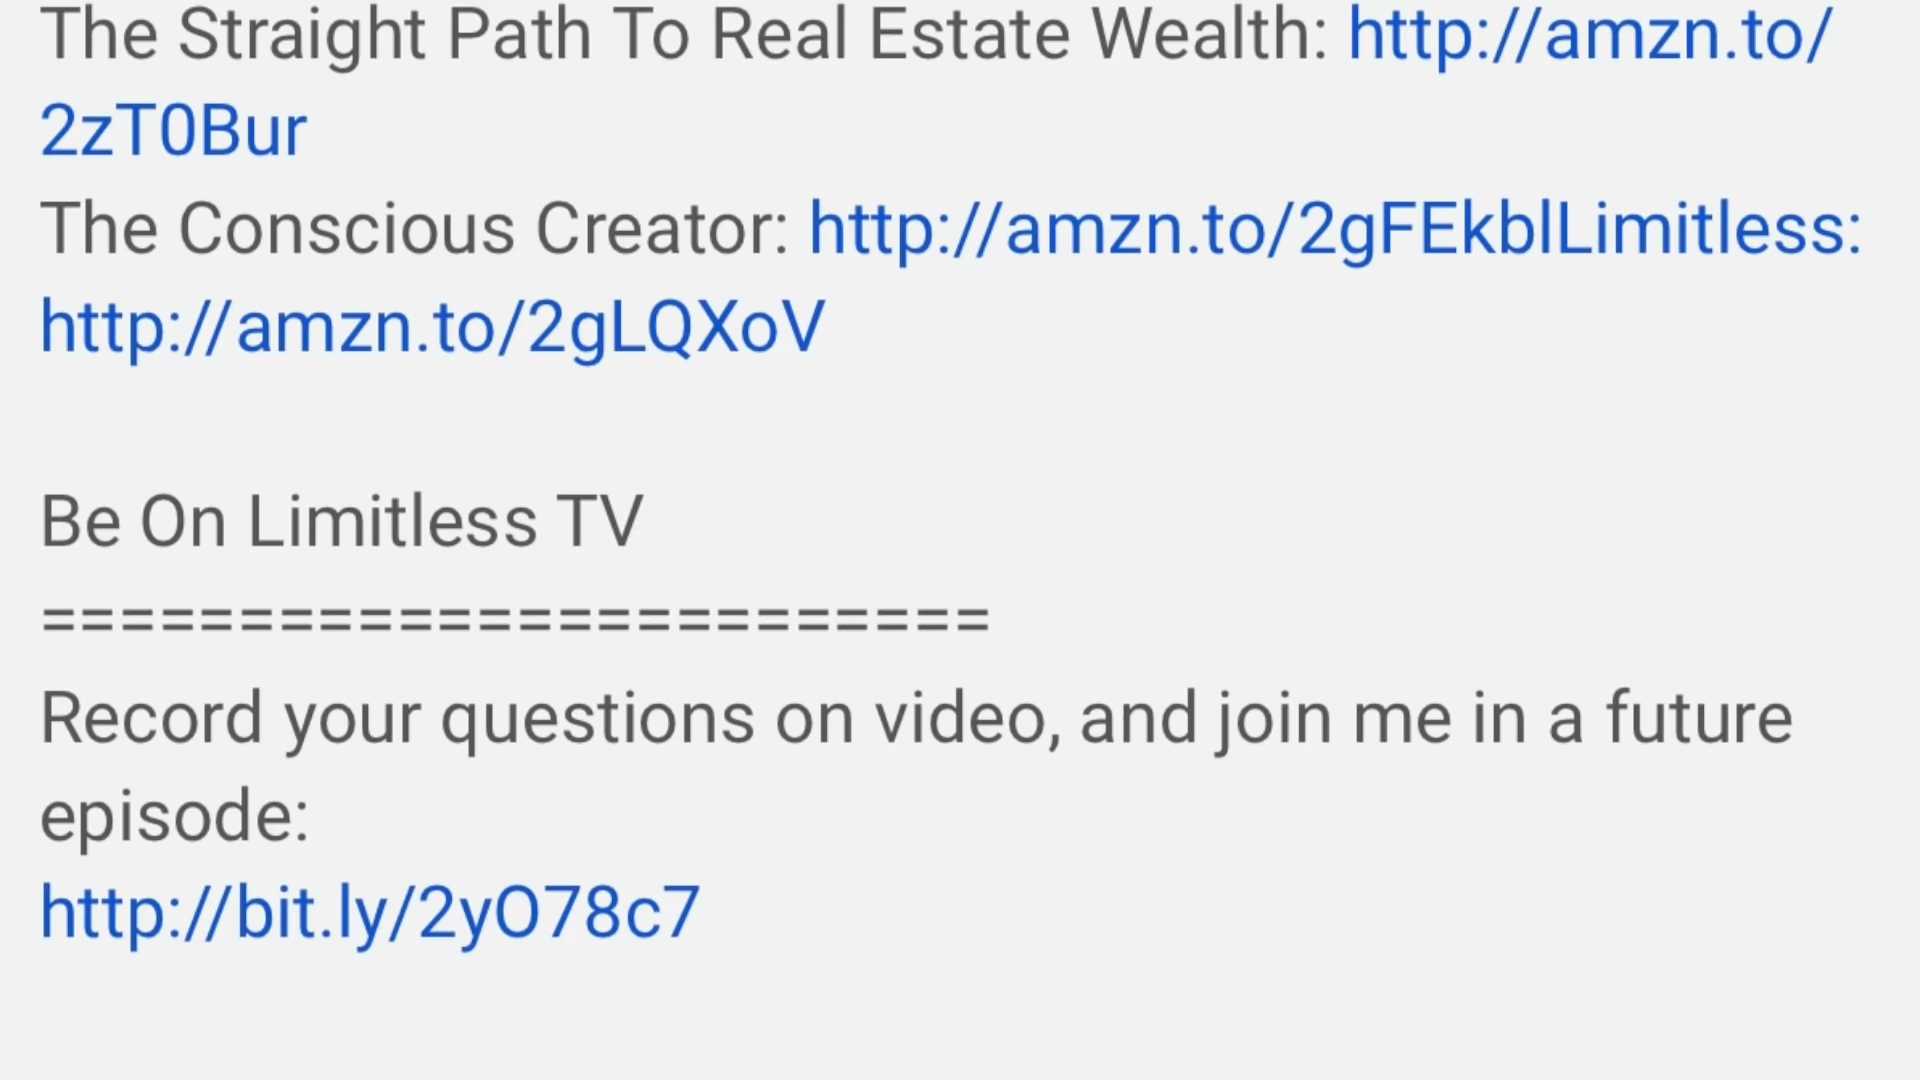 The Straight Path To Real Estate Wealth: http://amzn.to/
2zT0Bur
The Conscious Creator: http://amzn.to/2gFEkblLimitless:
http://amzn.to/2gLQXoV
Be On Limitless TV
========================
Record your questions on video, and join me in a future
episode:
http://bit.ly/2yO78c7